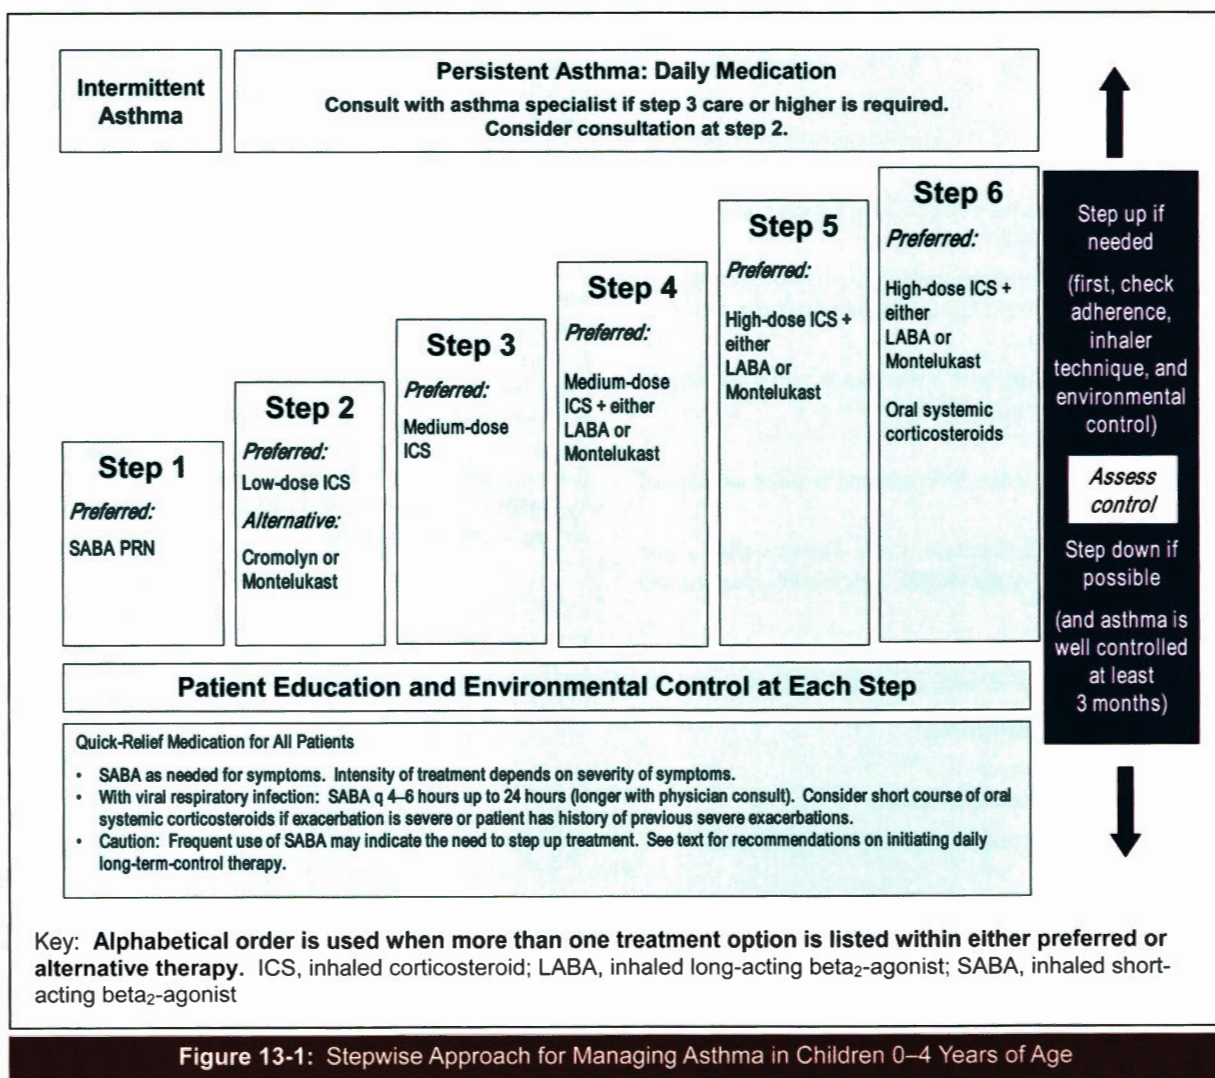 Intermittent
Asthma
Persistent Asthma: Daily Medication
Consult with asthma specialist if step 3 care or higher is required.
Consider consultation at step 2.
Step 1
Preferred:
SABA PRN
Step 2
Preferred:
Low-dose ICS
Alternative:
Cromolyn or
Montelukast
Step 3
Preferred:
Medium-dose
ICS
Step 4
Preferred:
Medium-dose
ICS + either
LABA or
Montelukast
Step 5
Preferred:
High-dose ICS +
either
LABA or
Montelukast
Step 6
Preferred:
High-dose ICS +
either
LABA or
Montelukast
Oral systemic
corticosteroids
Step up if
needed
(first, check
adherence,
inhaler
technique, and
environmental
control)
Assess
control
Step down if
possible
(and asthma is
well controlled
at least
3 months)
Patient Education and Environmental Control at Each Step
Quick-Relief Medication for All Patients
• SABA as needed for symptoms. Intensity of treatment depends on severity of symptoms.
• With viral respiratory infection: SABA q 4–6 hours up to 24 hours (longer with physician consult). Consider short course of oral
systemic corticosteroids if exacerbation is severe or patient has history of previous severe exacerbations.
• Caution: Frequent use of SABA may indicate the need to step up treatment. See text for recommendations on initiating daily
long-term-control therapy.
Key: Alphabetical order is used when more than one treatment option is listed within either preferred or
alternative therapy. ICS, inhaled corticosteroid; LABA, inhaled long-acting beta₂-agonist; SABA, inhaled short-
acting beta₂-agonist
Figure 13-1: Stepwise Approach for Managing Asthma in Children 0–4 Years of Age